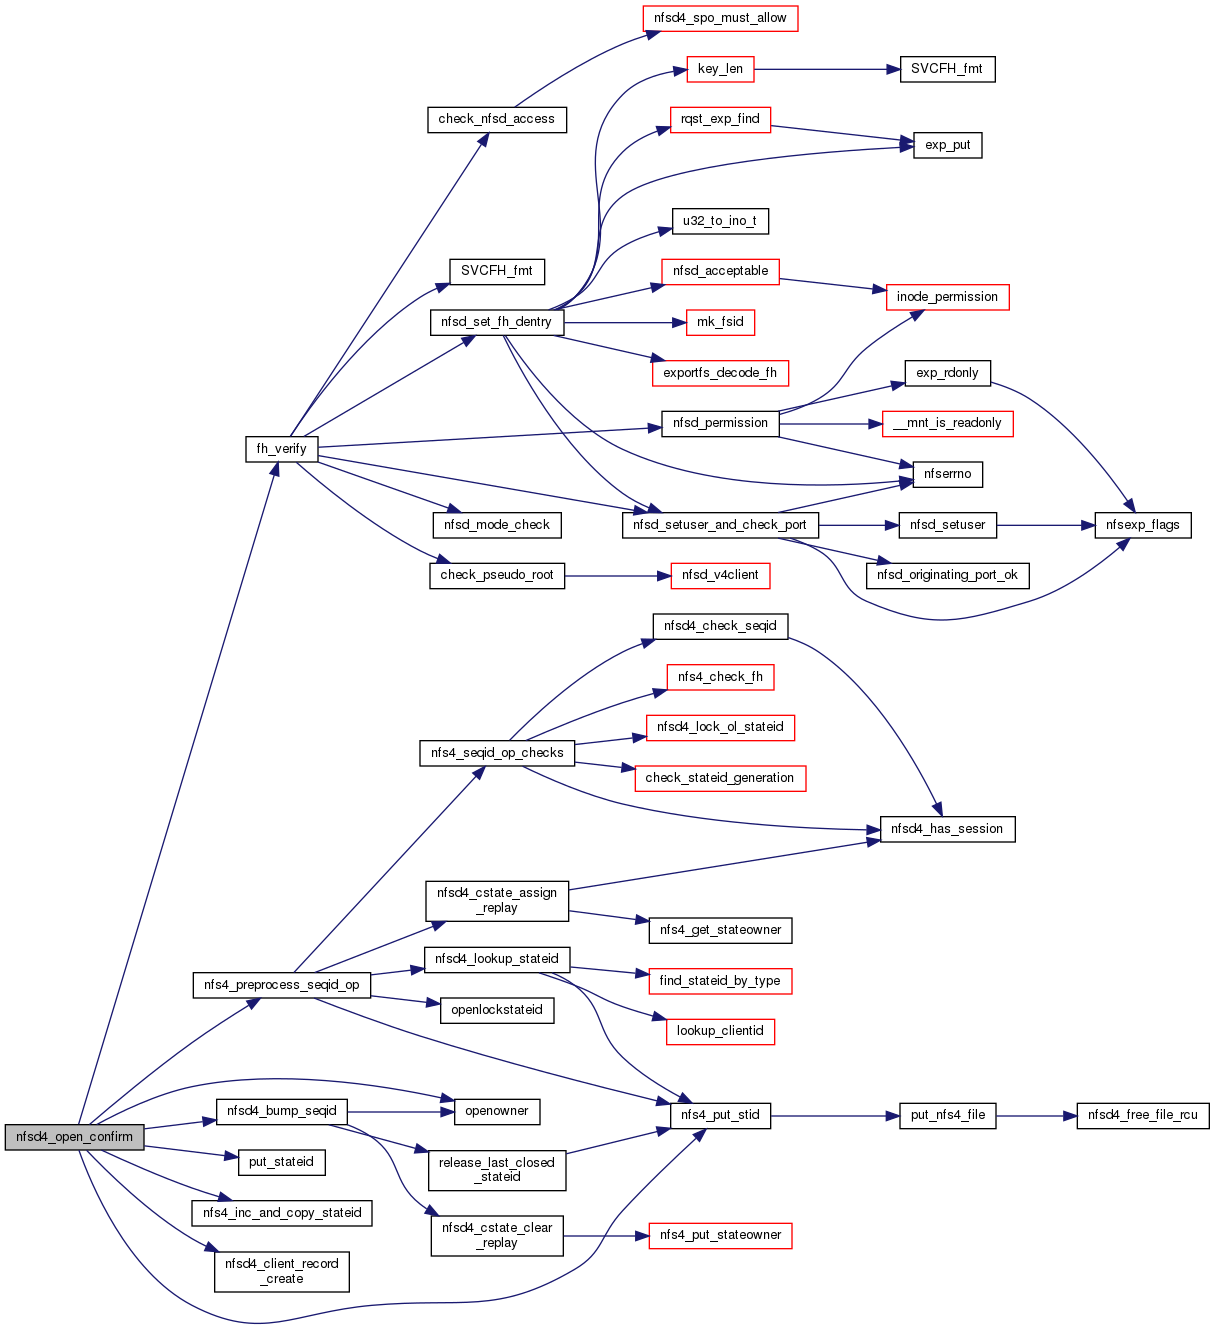 nfsd4_spo_must_allow
key_len
SVCFH_fmt
check_nfsd_access
rqst_exp_find
exp_put
u32_to_ino_t
SVCFH_fmt
nfsd_acceptable
inode_permission
nfsd_set_fh_dentry
mk_fsid
exportfs_decode_fh
exp_rdonly
nfsd_permission
__mnt_is_readonly
fh_verify
nfserrno
nfsd_mode_check
nfsd_setuser_and_check_port
nfsd_setuser
nfsexp_flags
check_pseudo_root
nfsd_v4client
nfsd_originating_port_ok
nfsd4_check_seqid
nfs4_check_fh
nfsd4_lock_ol_stateid
nfs4_seqid_op_checks
check_stateid_generation
nfsd4_has_session
nfsd4_cstate_assign
_replay
nfs4_get_stateowner
nfsd4_lookup_stateid
nfs4_preprocess_seqid_op
find_stateid_by_type
openlockstateid
lookup_clientid
nfsd4_bump_seqid
openowner
nfs4_put_stid
put_nfs4_file
nfsd4_free_file_rcu
nfsd4_open_confirm
put_stateid
release_last_closed
_stateid
nfs4_inc_and_copy_stateid
nfsd4_cstate_clear
_replay
nfs4_put_stateowner
nfsd4_client_record
_create